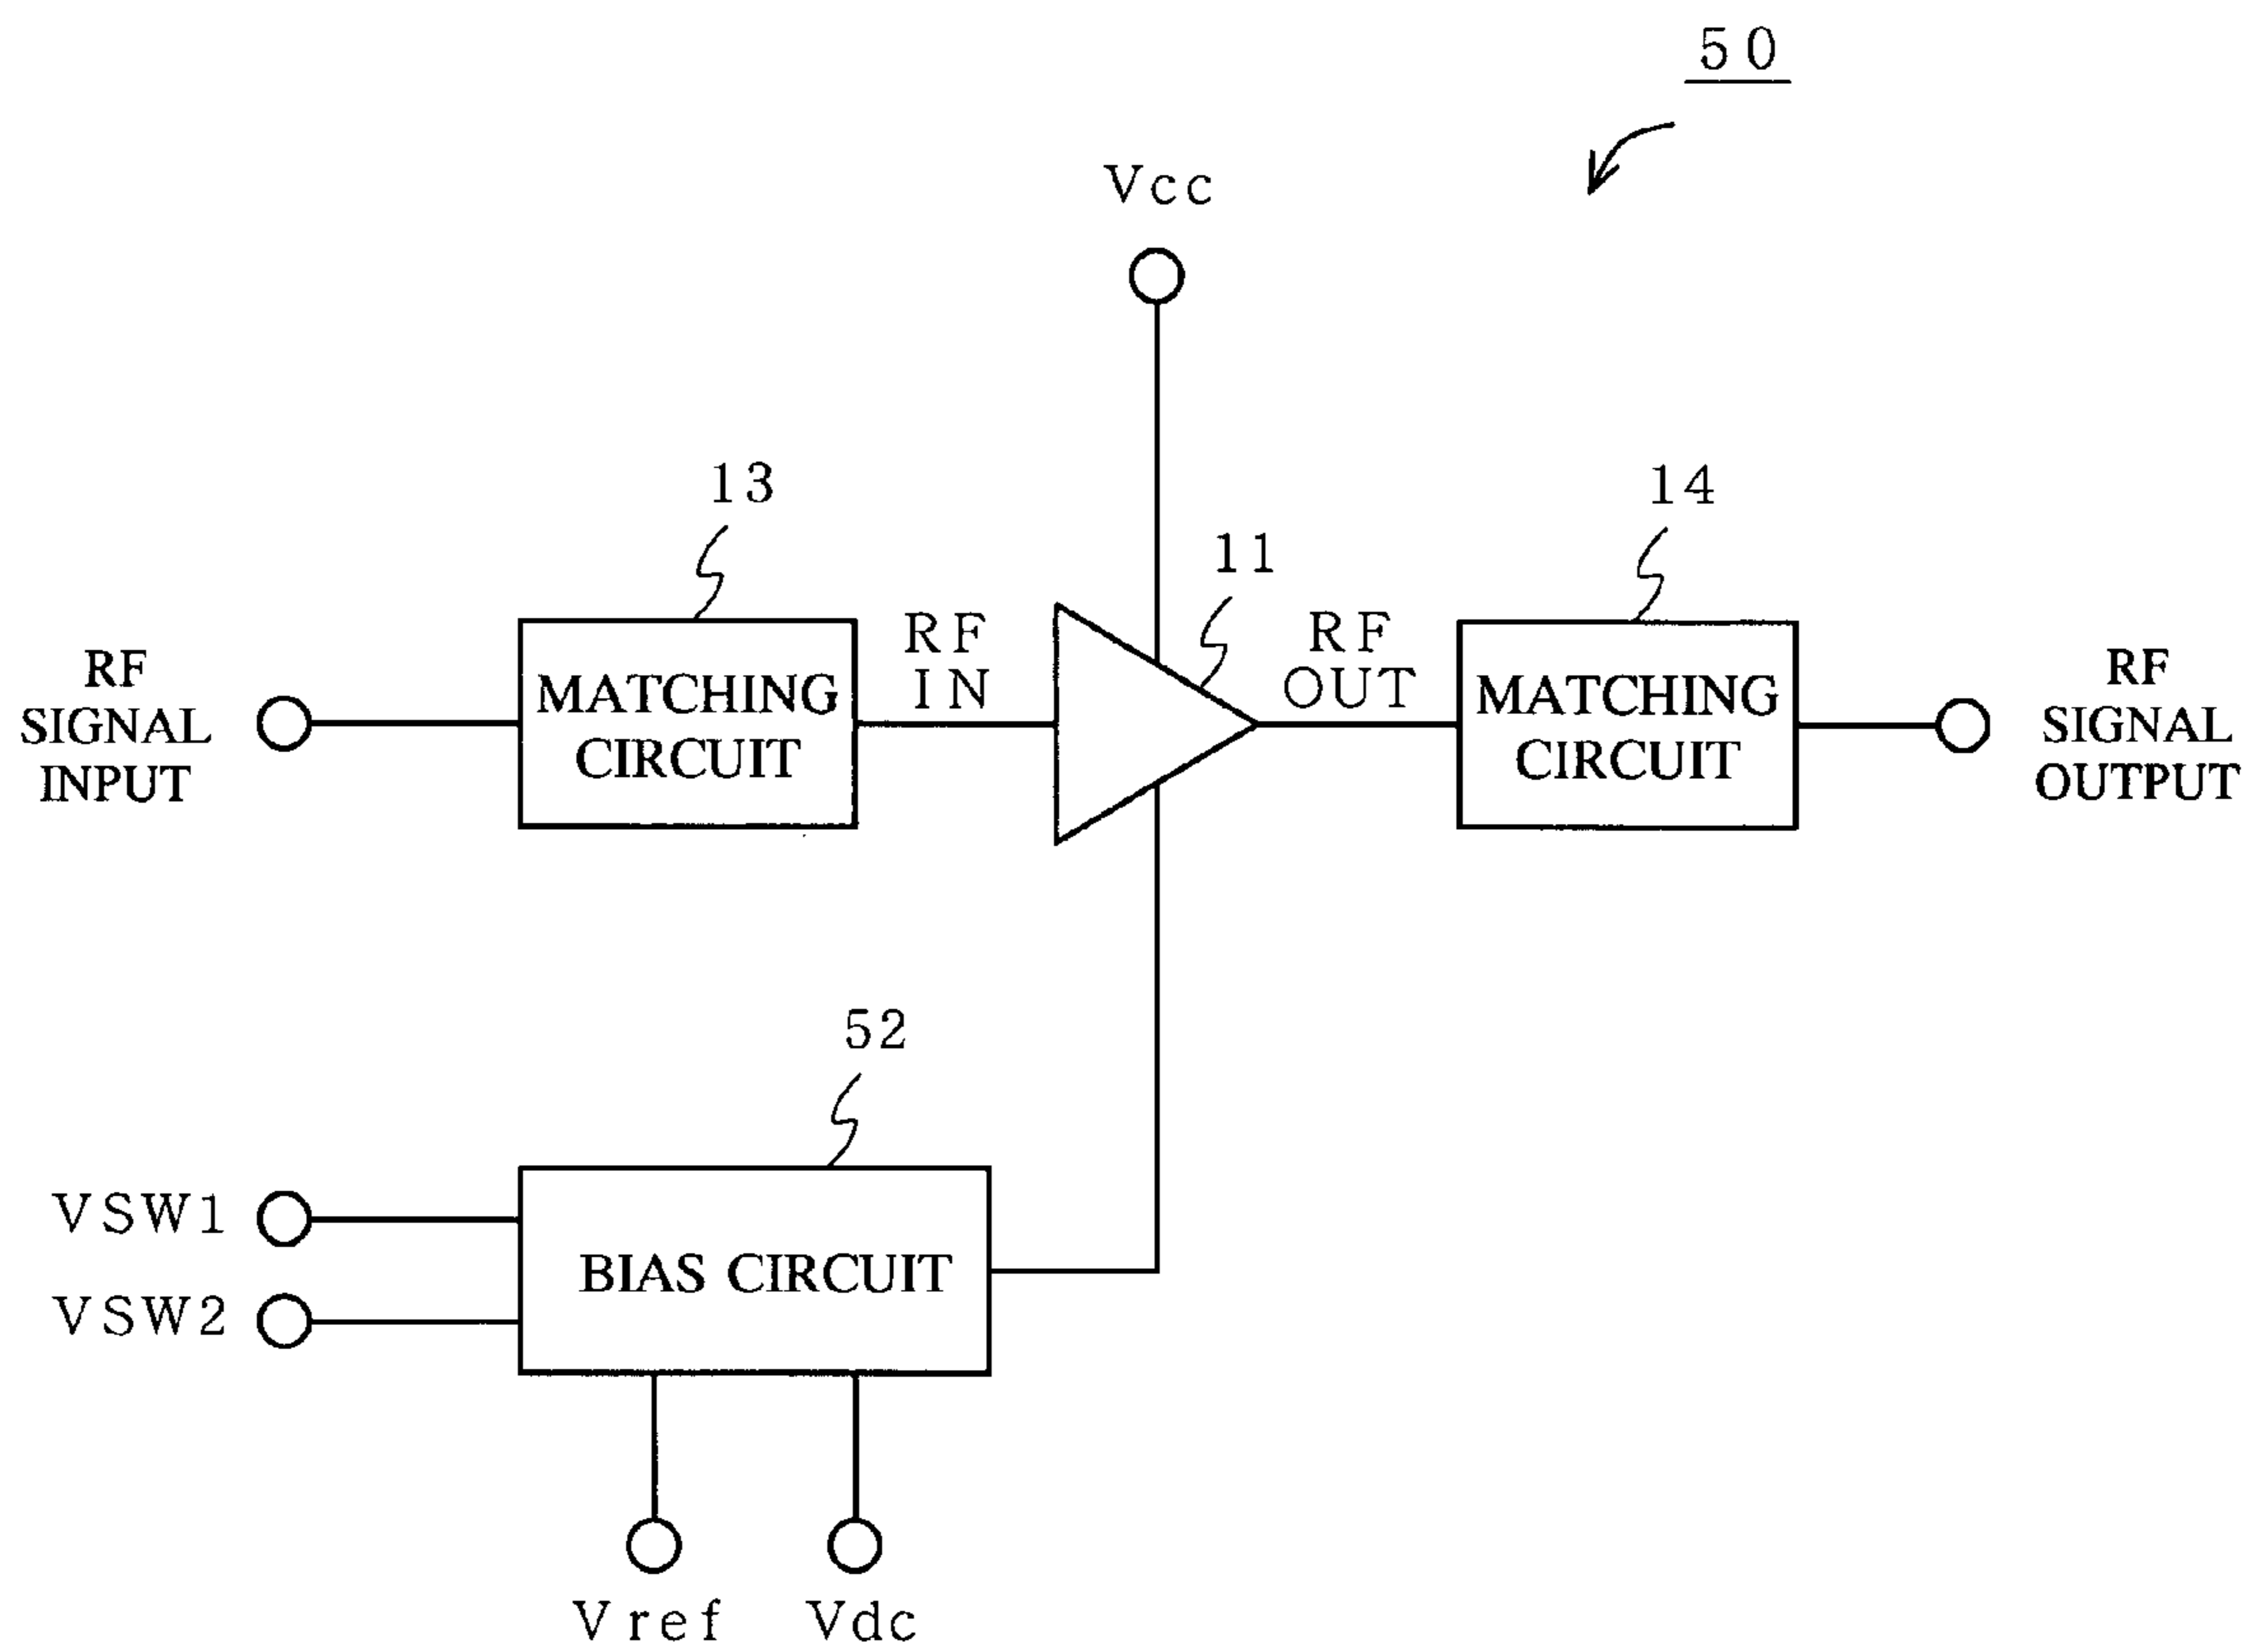 50
Vcc
13
14
11
RF
IN
RF
OUT
RF
SIGNAL
INPUT
MATCHING
CIRCUIT
MATCHING
CIRCUIT
RF
SIGNAL
OUTPUT
52
VSW1
VSW2
BIAS CIRCUIT
Vref
Vdc